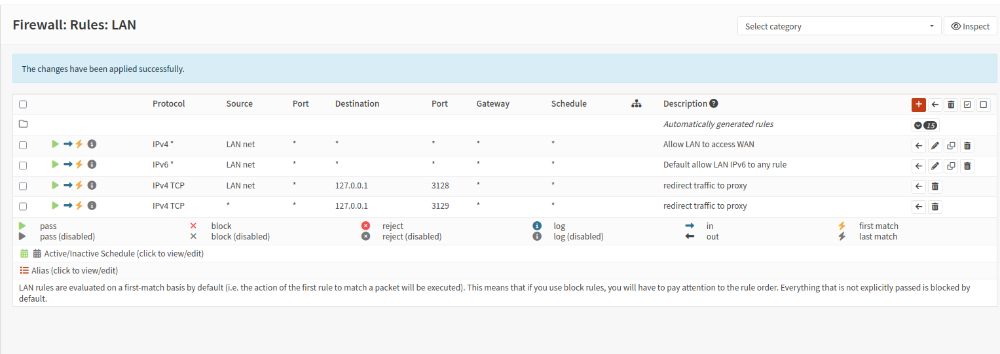 Firewall: Rules: LAN
Select category
Inspect
The changes have been applied successfully.
Protocol Source Port Destination Port Gateway Schedule Description
Automatically generated rules 15
IPv4 * LAN net * * * * * Allow LAN to access WAN
IPv6 * LAN net * * * * * Default allow LAN IPv6 to any rule
IPv4 TCP LAN net * 127.0.0.1 3128 * * redirect traffic to proxy
IPv4 TCP * * 127.0.0.1 3129 * * redirect traffic to proxy
pass block reject log in first match
pass (disabled) block (disabled) reject (disabled) log (disabled) out last match
Active/Inactive Schedule (click to view/edit)
Alias (click to view/edit)
LAN rules are evaluated on a first-match basis by default (i.e. the action of the first rule to match a packet will be executed). This means that if you use block rules, you will have to pay attention to the rule order. Everything that is not explicitly passed is blocked by
default.